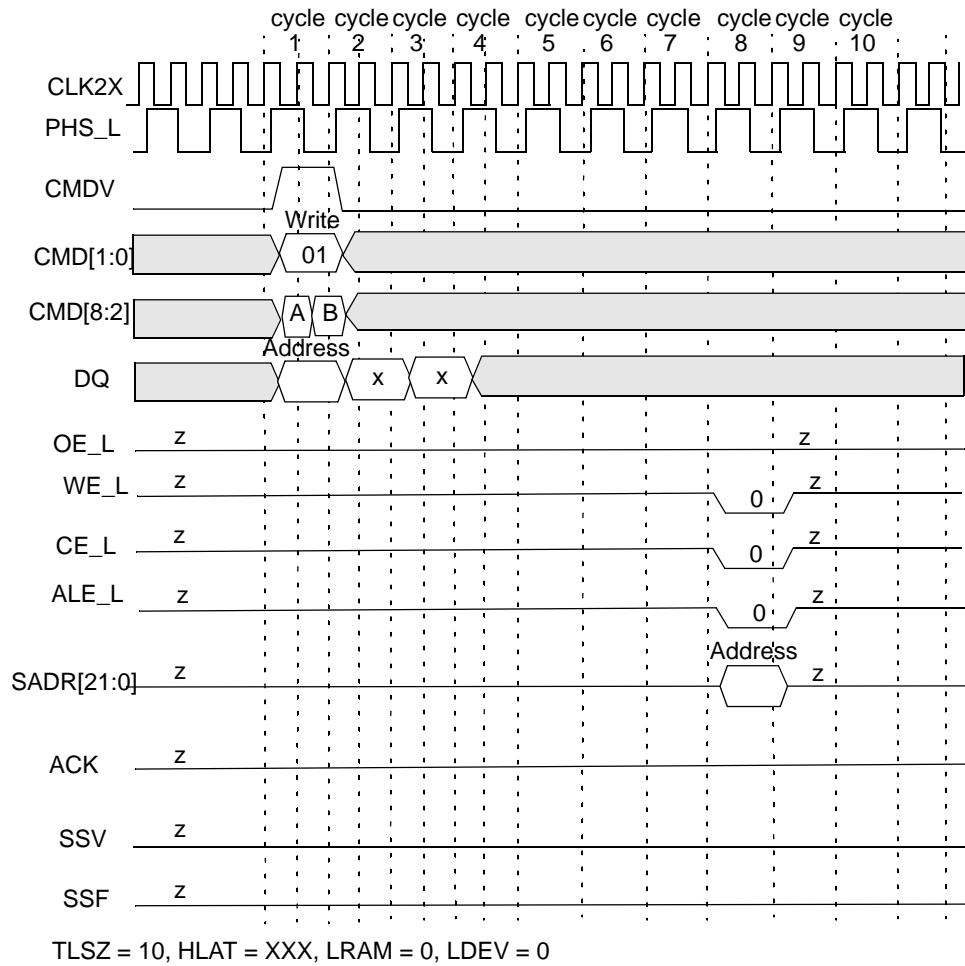 cycle cycle cycle cycle cycle cycle cycle cycle cycle cycle
1 2 3 4 5 6 7 8 9 10
CLK2X
PHS_L
CMDV
Write
CMD[1:0] 01
CMD[8:2] A B
Address
DQ x x
OE_L z z
WE_L z 0 z
CE_L z 0 z
ALE_L z 0 z
Address
SADR[21:0] z z
ACK z
SSV z
SSF z
TLSZ = 10, HLAT = XXX, LRAM = 0, LDEV = 0